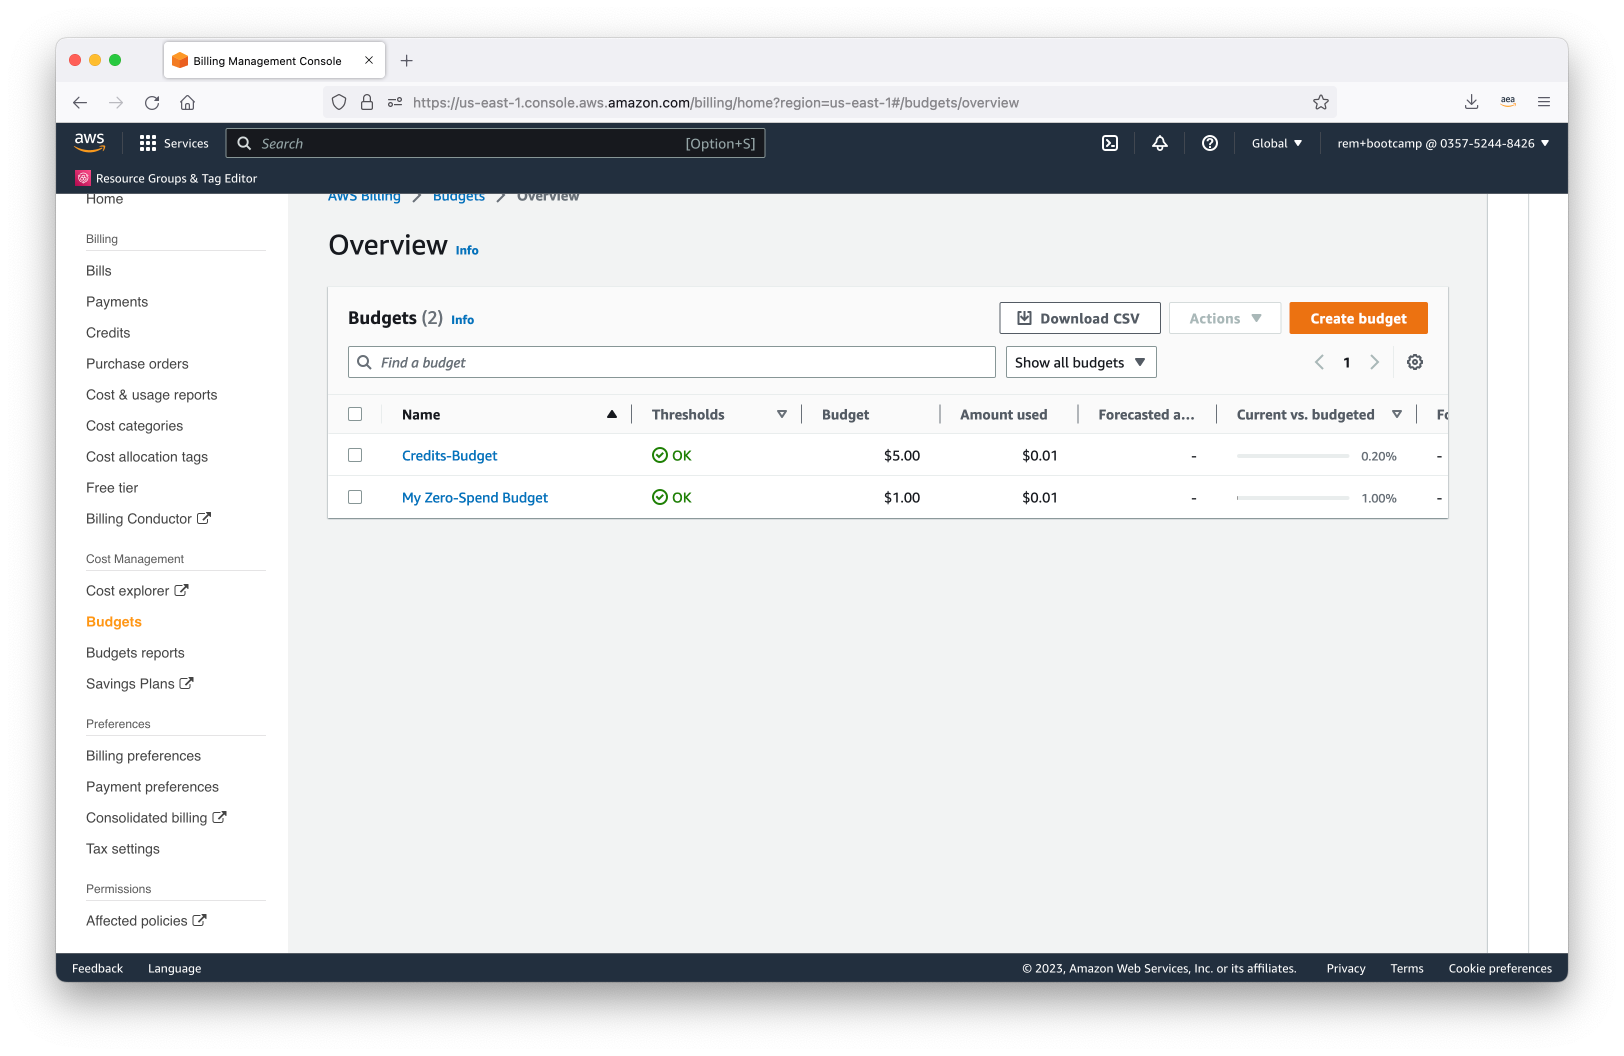 Billing Management Console
https://us-east-1.console.aws.amazon.com/billing/home?region=us-east-1#/budgets/overview
aea
aws
Services
Search
[Option+S]
Global
rem+bootcamp @ 0357-5244-8426
Resource Groups & Tag Editor
Home
Billing
Bills
Payments
Credits
Purchase orders
Cost & usage reports
Cost categories
Cost allocation tags
Free tier
Billing Conductor
Cost Management
Cost explorer
Budgets
Budgets reports
Savings Plans
Preferences
Billing preferences
Payment preferences
Consolidated billing
Tax settings
Permissions
Affected policies
AWS Billing > Budgets > Overview
Overview Info
Budgets (2) Info
Download CSV
Actions
Create budget
Find a budget
Show all budgets
1
Name Thresholds Budget Amount used Forecasted a... Current vs. budgeted Fo
Credits-Budget OK $5.00 $0.01 - 0.20% -
My Zero-Spend Budget OK $1.00 $0.01 - 1.00% -
Feedback Language © 2023, Amazon Web Services, Inc. or its affiliates. Privacy Terms Cookie preferences